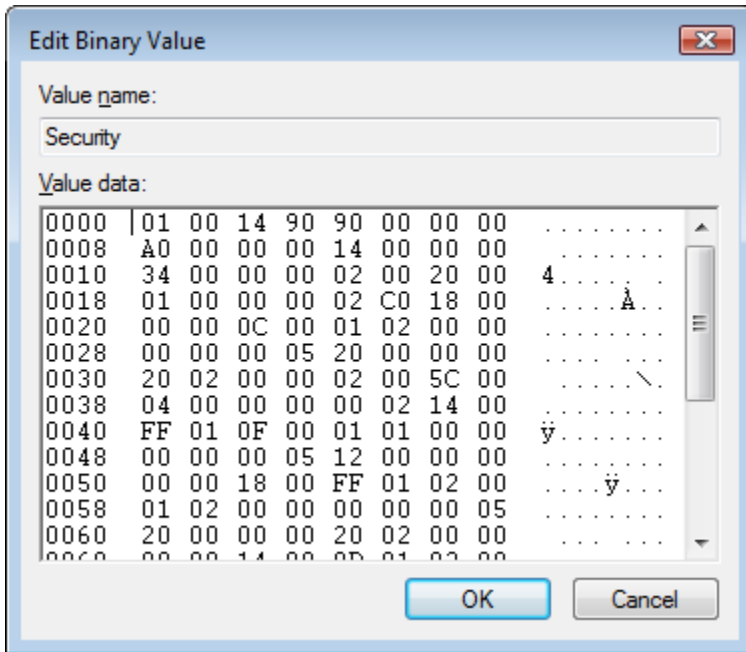 Edit Binary Value
Value name:
Security
Value data:
0000 01 00 14 90 90 00 00 00 ........
0008 A0 00 00 00 14 00 00 00 .......
0010 34 00 00 00 02 00 20 00 4..... .
0018 01 00 00 00 02 C0 18 00 .....À..
0020 00 00 0C 00 01 02 00 00 ........
0028 00 00 00 05 20 00 00 00 .... ...
0030 20 02 00 00 02 00 5C 00 .....\.
0038 04 00 00 00 00 02 14 00 ........
0040 FF 01 0F 00 01 01 00 00 ÿ.......
0048 00 00 00 05 12 00 00 00 ........
0050 00 00 18 00 FF 01 02 00 ....ÿ...
0058 01 02 00 00 00 00 00 05 ........
0060 20 00 00 00 20 02 00 00 ... ...
OK Cancel